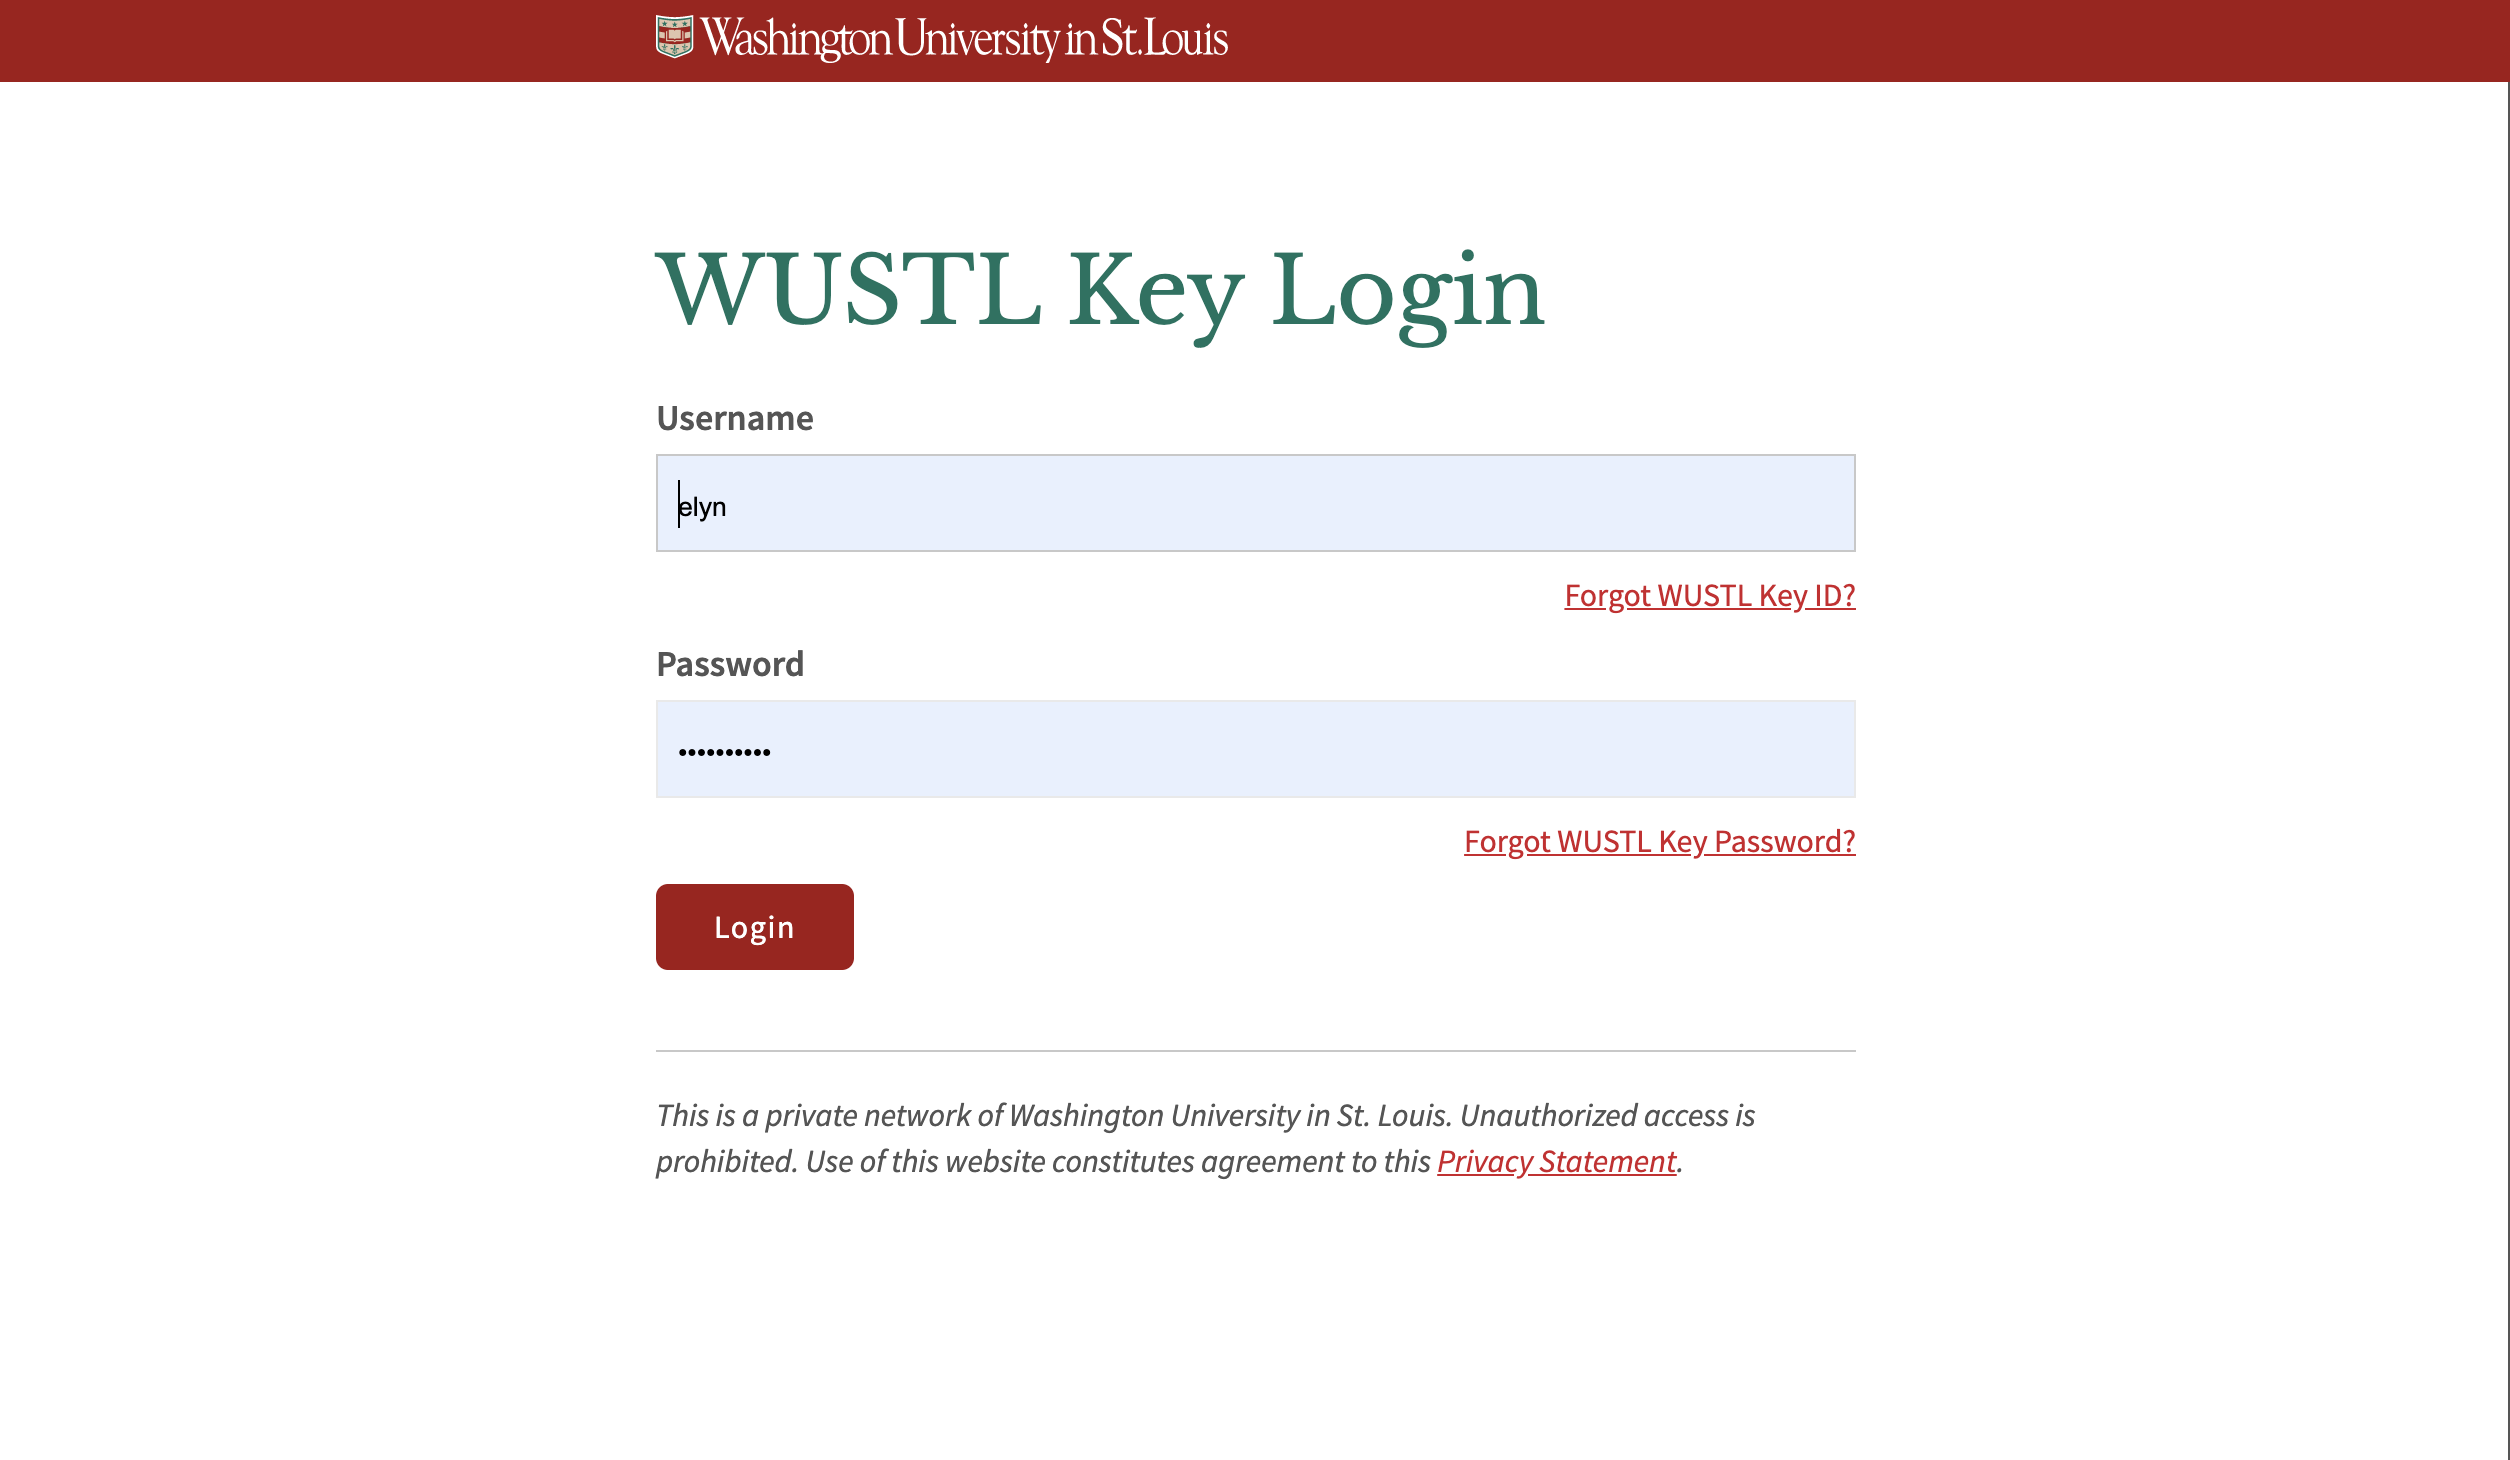 Washington University in St. Louis
WUSTL Key Login
Username
elyn
Forgot WUSTL Key ID?
Password
••••••••••
Forgot WUSTL Key Password?
Login
This is a private network of Washington University in St. Louis. Unauthorized access is
prohibited. Use of this website constitutes agreement to this Privacy Statement.